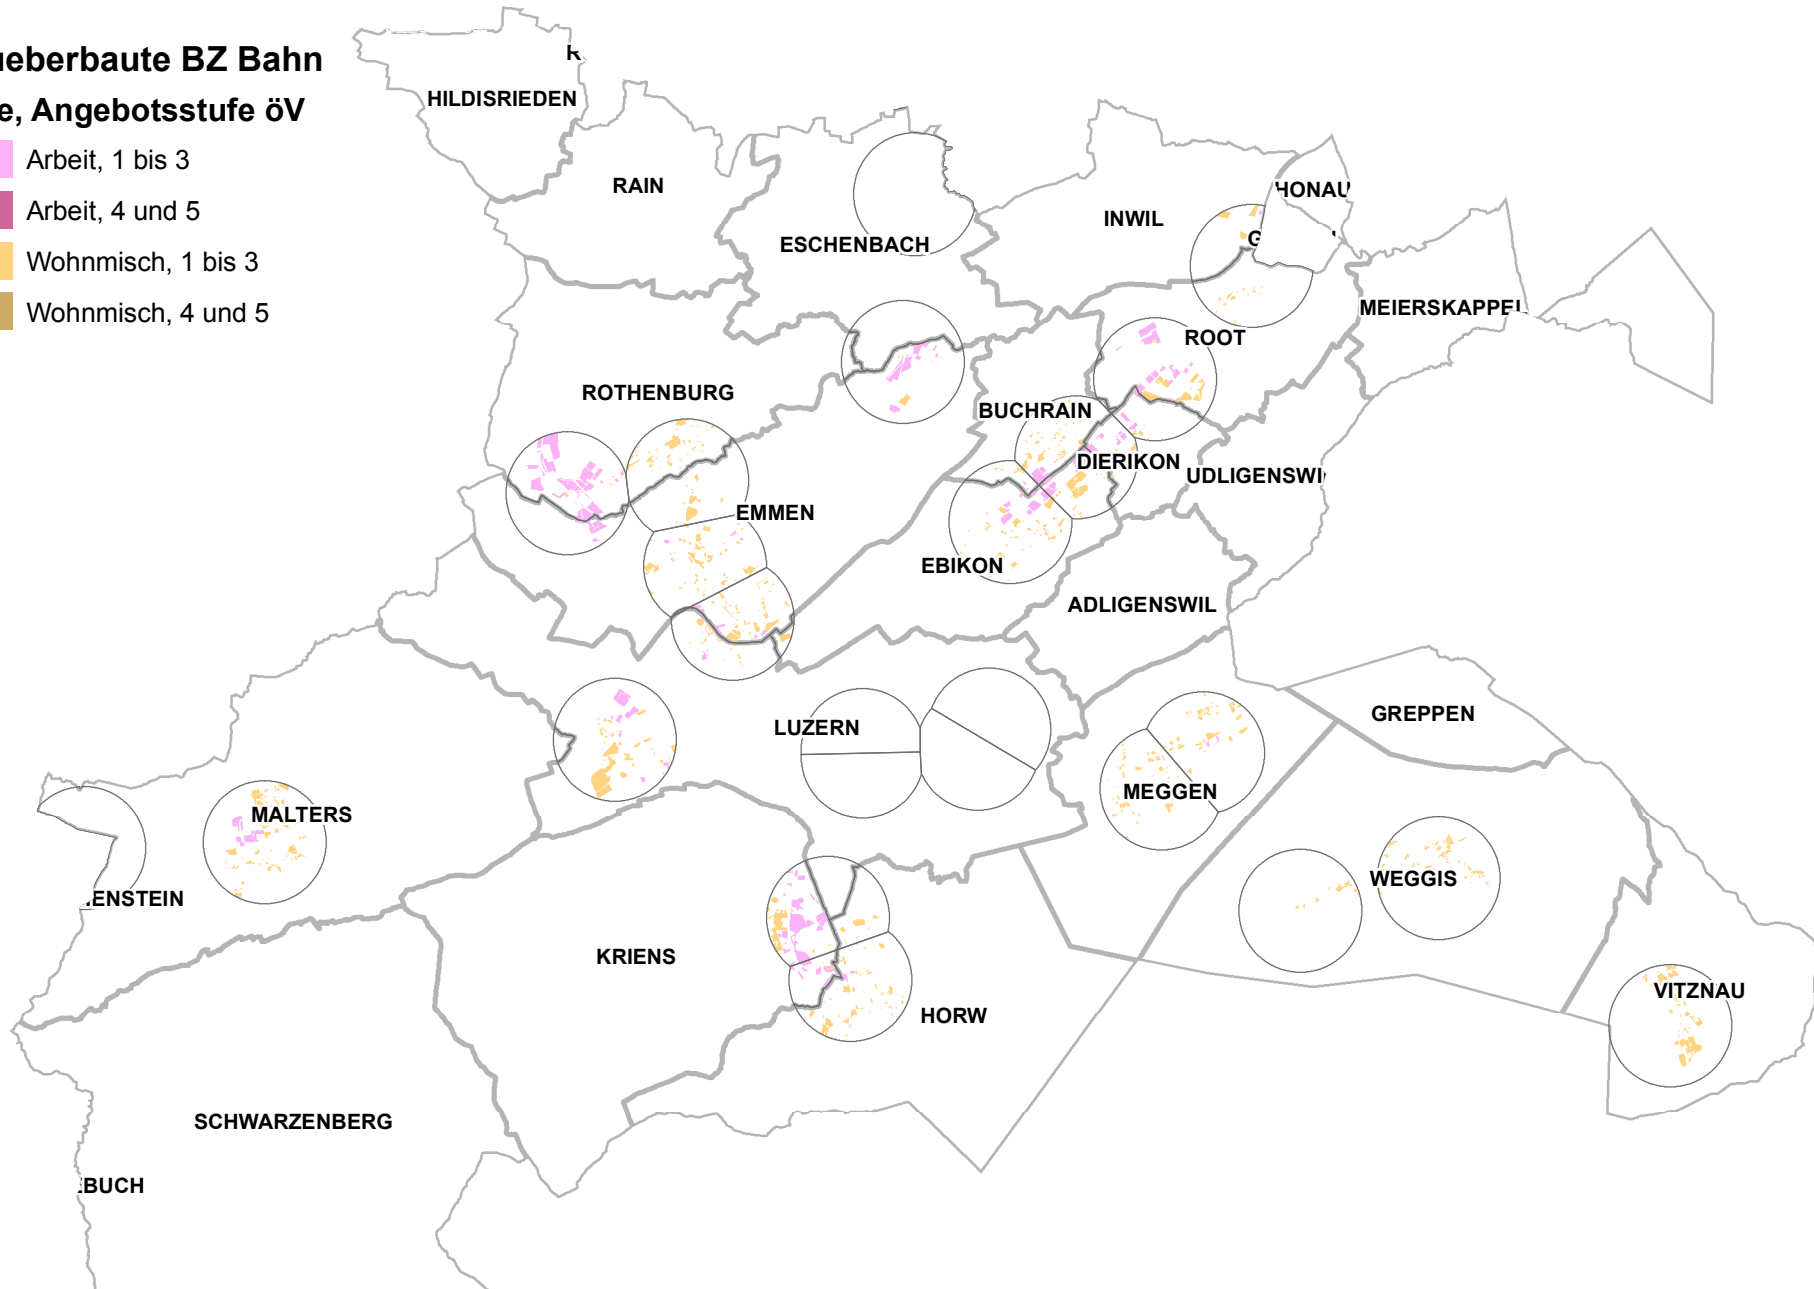 ueberbaute BZ Bahn
e, Angebotsstufe öV
Arbeit, 1 bis 3
Arbeit, 4 und 5
Wohnmisch, 1 bis 3
Wohnmisch, 4 und 5
HILDISRIEDEN
RAIN
HONAU
INWIL
ESCHENBACH
MEIERSKAPPEL
ROOT
ROTHENBURG
BUCHRAIN
DIERIKON
UDLIGENSWI
EMMEN
EBIKON
ADLIGENSWIL
GREPPEN
LUZERN
MEGGEN
MALTERS
WEGGIS
IENSTEIN
KRIENS
VITZNAU
HORW
SCHWARZENBERG
EBUCH